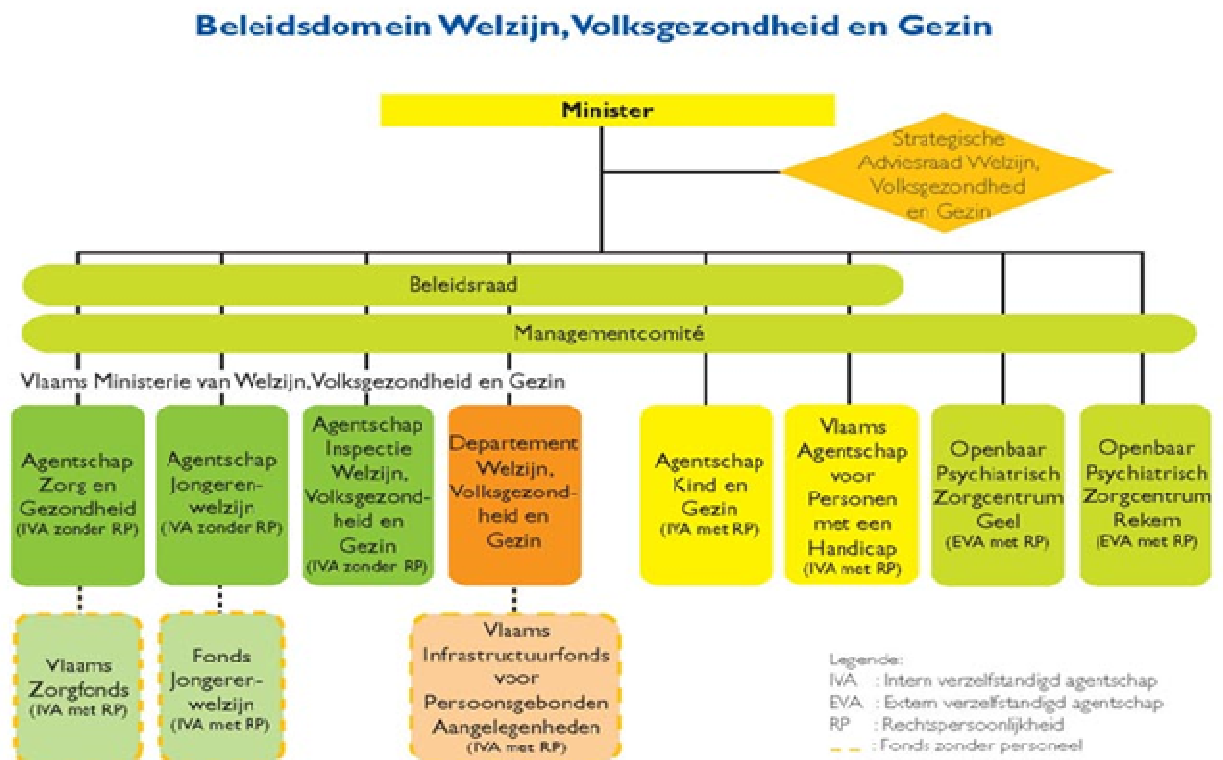 Beleidsdomein Welzijn, Volksgezondheid en Gezin
Minister
Strategische
Adviesraad Welzijn,
Volksgezondheid
en Gezin
Beleidsraad
Managementcomité
Vlaams Ministerie van Welzijn, Volksgezondheid en Gezin
Agentschap
Zorg en
Gezondheid
(IVA zonder RP)
Agentschap
Jongeren-
welzijn
(IVA zonder RP)
Agentschap
Inspectie
Welzijn,
Volksgezond-
heid en
Gezin
(IVA zonder RP)
Departement
Welzijn,
Volksgezond-
heid en
Gezin
Agentschap
Kind en
Gezin
(IVA met RP)
Vlaams
Agentschap
voor
Personen
met een
Handicap
(IVA met RP)
Openbaar
Psychiatrisch
Zorgcentrum
Geel
(EVA met RP)
Openbaar
Psychiatrisch
Zorgcentrum
Rekem
(EVA met RP)
Vlaams
Zorgfonds
(IVA met RP)
Fonds
Jongeren-
welzijn
(IVA met RP)
Vlaams
Infrastructuurfonds
voor
Persoonsgebonden
Aangelegenheden
(IVA met RP)
Legende:
IVA : Intern verzelfstandigd agentschap
EVA : Extern verzelfstandigd agentschap
RP : Rechtspersoonlijkheid
: Fonds zonder personeel